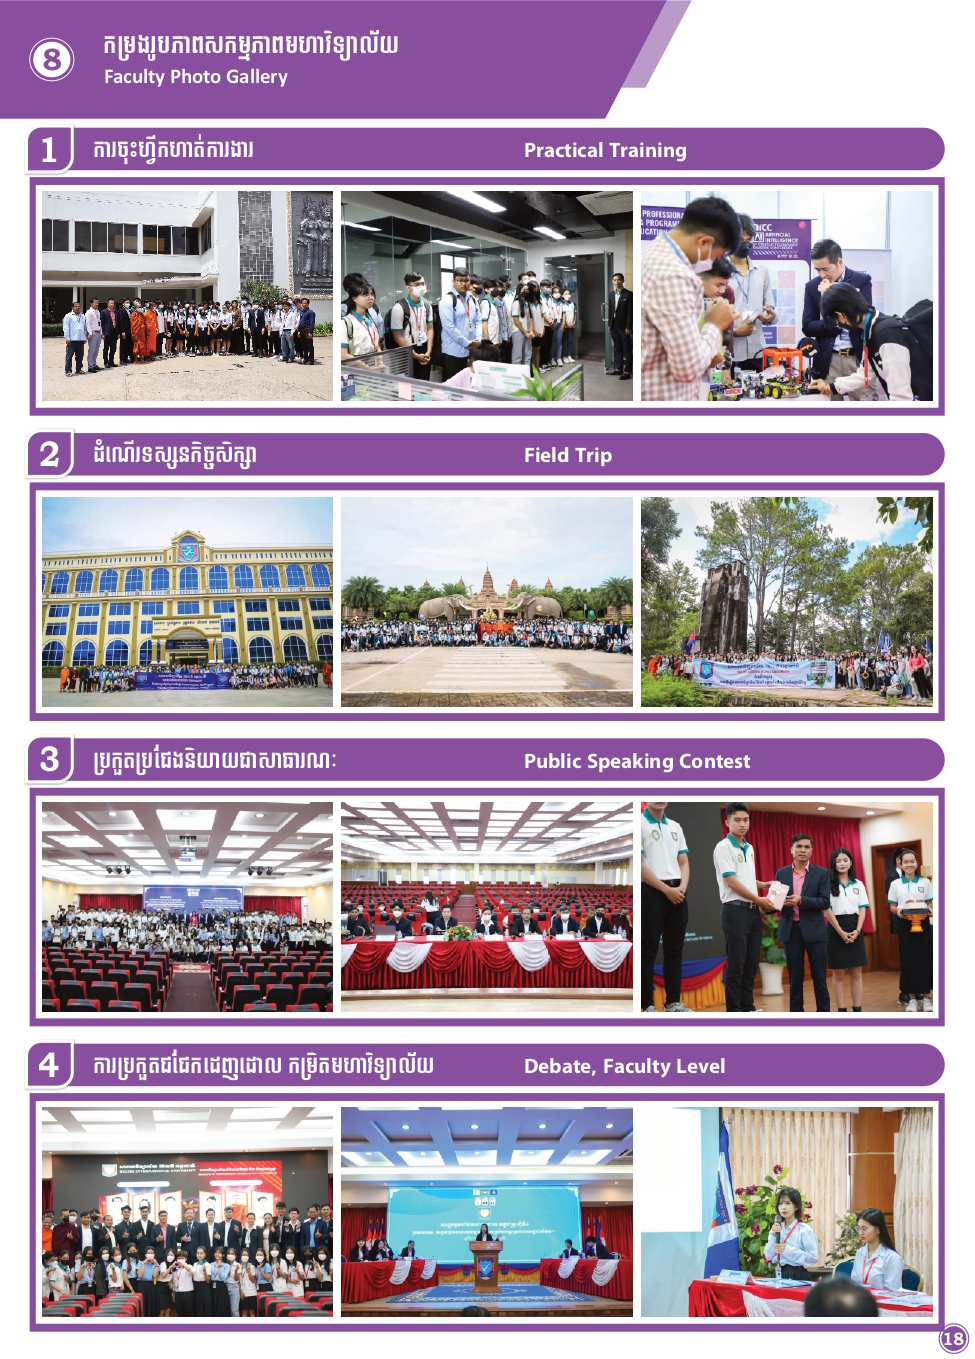 8
កម្រងរូបភាពសកម្មភាពមហាវិទ្យាល័យ
Faculty Photo Gallery
1
ការចុះហ្វឹកហាត់ការងារ
Practical Training
PROFESSIONA
& PROGRAM
ARTIFICIAL
INTELLIGENCE
2
ដំណើរទស្សនកិច្ចសិក្សា
Field Trip
3
ប្រកួតប្រជែងនិយាយជាសាធារណៈ
Public Speaking Contest
4
ការប្រកួតជជែកដេញដោល កម្រិតមហាវិទ្យាល័យ
Debate, Faculty Level
18